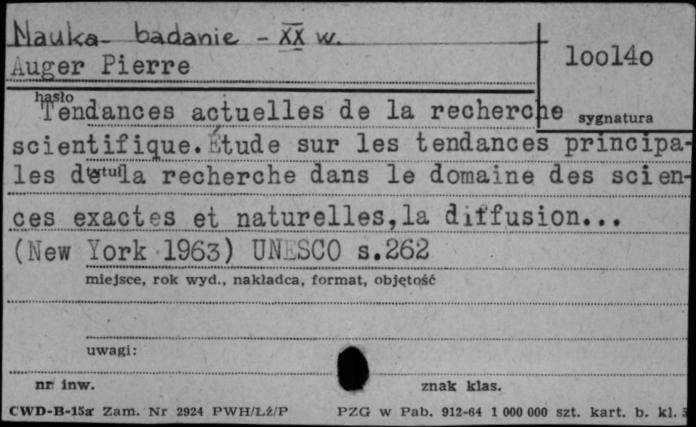 Nauka - badanie - XX w.
Auger Pierre
1oo14o
hasło
Tendances actuelles de la recherche
sygnatura
scientifique. Étude sur les tendances principa-
tytuł
les de la recherche dans le domaine des scien-
ces exactes et naturelles,la diffusion...
(New York 1963) UNESCO s.262
miejsce, rok wyd., nakładca, format, objętość
uwagi:
nr inw.
znak klas.
CWD-B-15a Zam. Nr 2924 PWH/Łź/P
PZG w Pab. 912-64 1 000 000 szt. kart. b. kl.